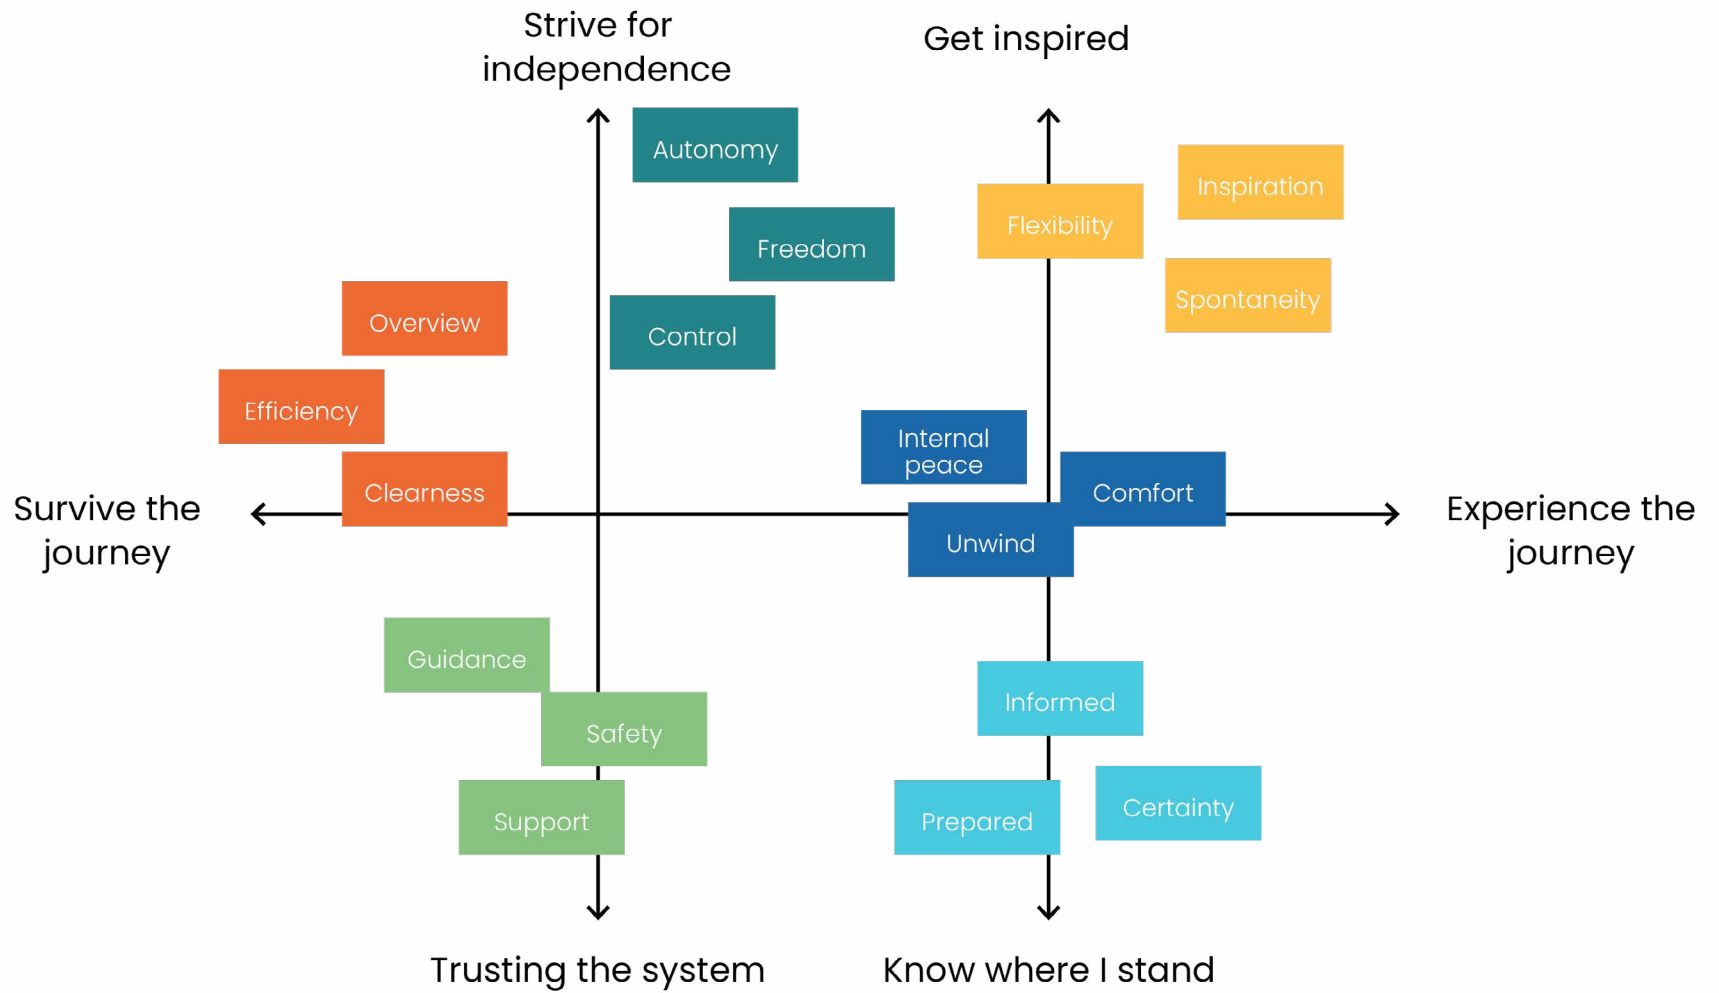 Strive for
independence
Get inspired
Autonomy
Inspiration
Flexibility
Freedom
Spontaneity
Overview
Control
Efficiency
Internal
peace
Clearness
Comfort
Survive the
journey
Experience the
journey
Unwind
Guidance
Informed
Safety
Certainty
Support
Prepared
Trusting the system
Know where I stand